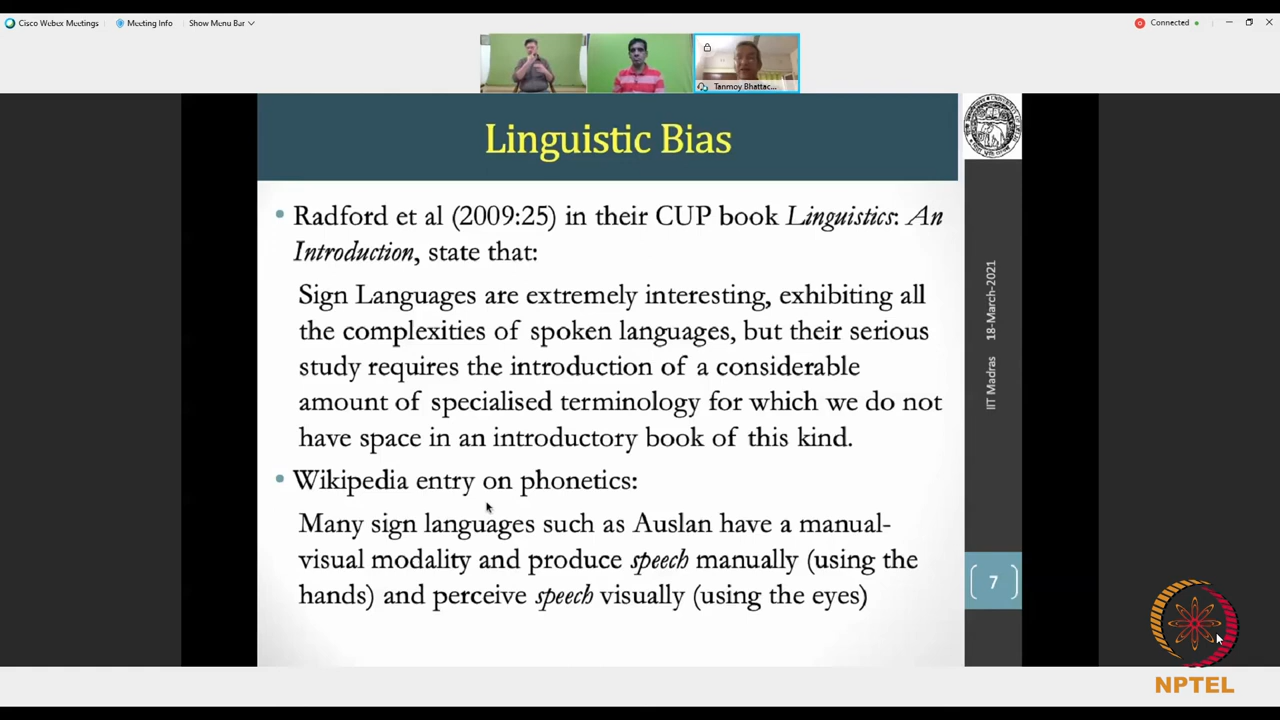 Cisco Webex Meetings
Meeting Info
Show Menu Bar
Connected
Tanmoy Bhattac...
Linguistic Bias
• Radford et al (2009:25) in their CUP book Linguistics: An
Introduction, state that:
Sign Languages are extremely interesting, exhibiting all
the complexities of spoken languages, but their serious
study requires the introduction of a considerable
amount of specialised terminology for which we do not
have space in an introductory book of this kind.
• Wikipedia entry on phonetics:
Many sign languages such as Auslan have a manual-
visual modality and produce speech manually (using the
hands) and perceive speech visually (using the eyes)
IIT Madras 18-March-2021
7
NPTEL